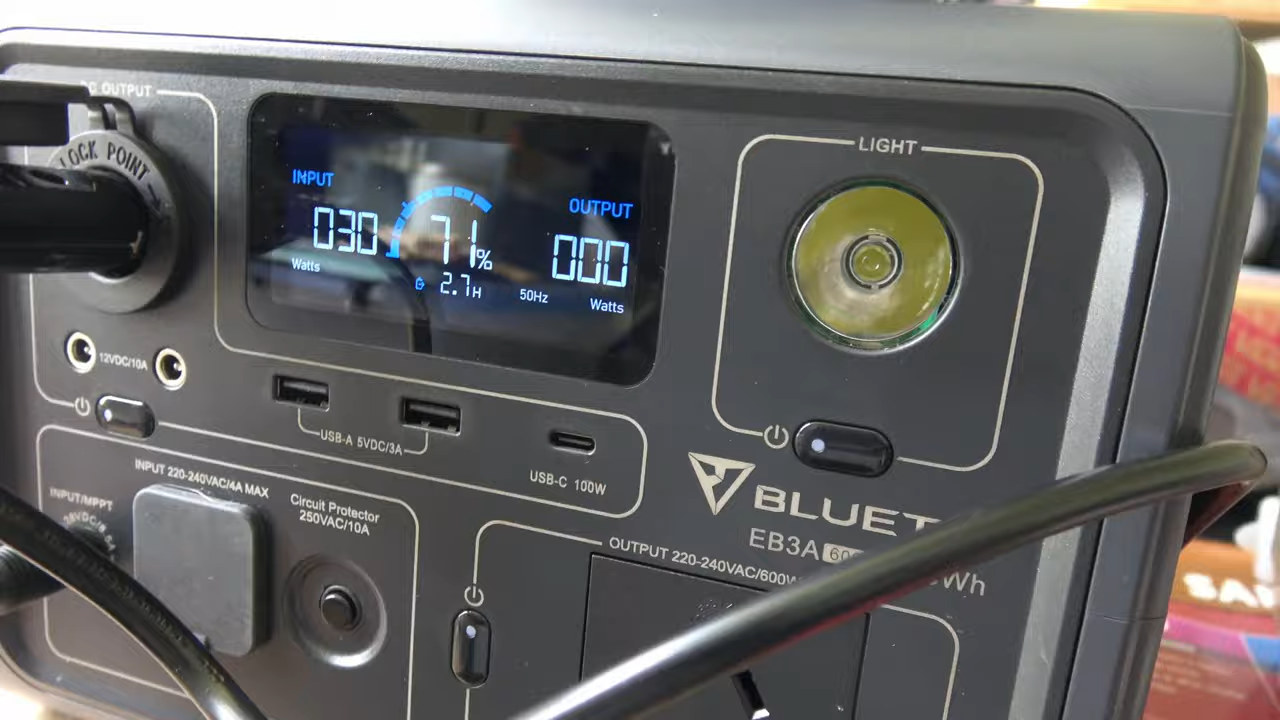 DC OUTPUT
LOCK POINT
INPUT
030
Watts
71%
2.7H
OUTPUT
000
50Hz
Watts
LIGHT
12VDC/10A
USB-A 5VDC/3A
USB-C 100W
INPUT 220-240VAC/4A MAX
INPUT/MPPT
Circuit Protector
250VAC/10A
BLUET
EB3A
OUTPUT 220-240VAC/600W
Wh